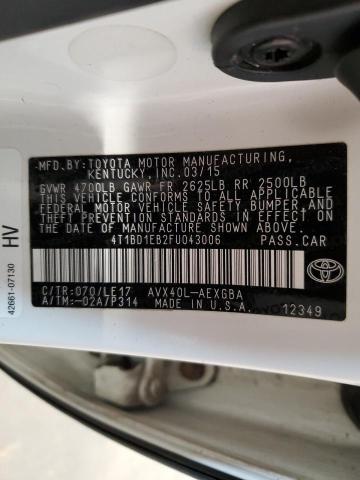 MFD.BY:TOYOTA MOTOR MANUFACTURING,
KENTUCKY, INC.03/15
GVWR 4700LB GAWR FR 2625LB RR 2500LB
THIS VEHICLE CONFORMS TO ALL APPLICABLE
FEDERAL MOTOR VEHICLE SAFETY,BUMPER,AND
THEFT PREVENTION STANDARDS IN EFFECT ON
THE DATE OF MANUFACTURE SHOWN ABOVE.
4T1BD1EB2FU043006 PASS.CAR
C/TR:070/LE17 AVX40L-AEXGBA
A/TM:-02A7P314 MADE IN U.S.A. 12349
TOYOTA
HV
42661-07130